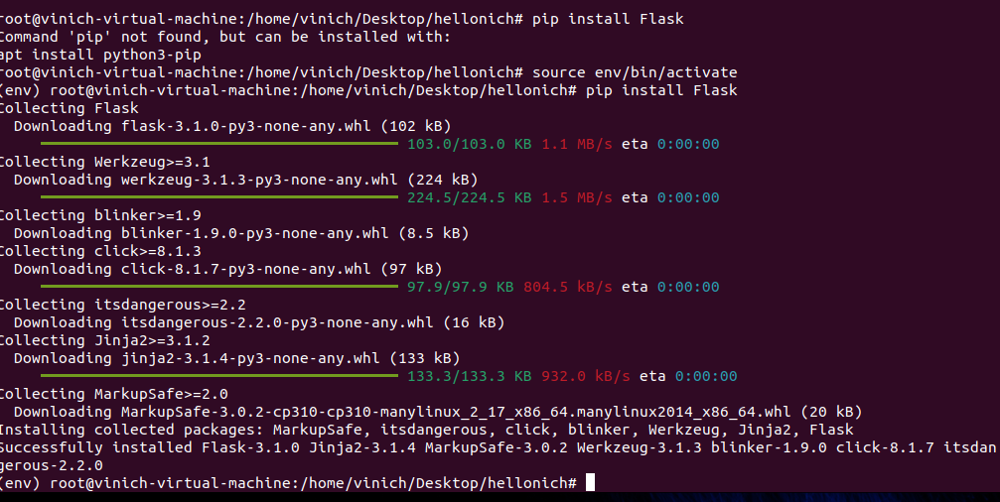 root@vinich-virtual-machine:/home/vinich/Desktop/hellonich# pip install Flask
Command 'pip' not found, but can be installed with:
apt install python3-pip
root@vinich-virtual-machine:/home/vinich/Desktop/hellonich# source env/bin/activate
(env) root@vinich-virtual-machine:/home/vinich/Desktop/hellonich# pip install Flask
Collecting Flask
  Downloading flask-3.1.0-py3-none-any.whl (102 kB)
103.0/103.0 KB 1.1 MB/s eta 0:00:00
Collecting Werkzeug>=3.1
  Downloading werkzeug-3.1.3-py3-none-any.whl (224 kB)
224.5/224.5 KB 1.5 MB/s eta 0:00:00
Collecting blinker>=1.9
  Downloading blinker-1.9.0-py3-none-any.whl (8.5 kB)
Collecting click>=8.1.3
  Downloading click-8.1.7-py3-none-any.whl (97 kB)
97.9/97.9 KB 804.5 kB/s eta 0:00:00
Collecting itsdangerous>=2.2
  Downloading itsdangerous-2.2.0-py3-none-any.whl (16 kB)
Collecting Jinja2>=3.1.2
  Downloading jinja2-3.1.4-py3-none-any.whl (133 kB)
133.3/133.3 KB 932.0 kB/s eta 0:00:00
Collecting MarkupSafe>=2.0
  Downloading MarkupSafe-3.0.2-cp310-cp310-manylinux_2_17_x86_64.manylinux2014_x86_64.whl (20 kB)
Installing collected packages: MarkupSafe, itsdangerous, click, blinker, Werkzeug, Jinja2, Flask
Successfully installed Flask-3.1.0 Jinja2-3.1.4 MarkupSafe-3.0.2 Werkzeug-3.1.3 blinker-1.9.0 click-8.1.7 itsdan
gerous-2.2.0
(env) root@vinich-virtual-machine:/home/vinich/Desktop/hellonich#